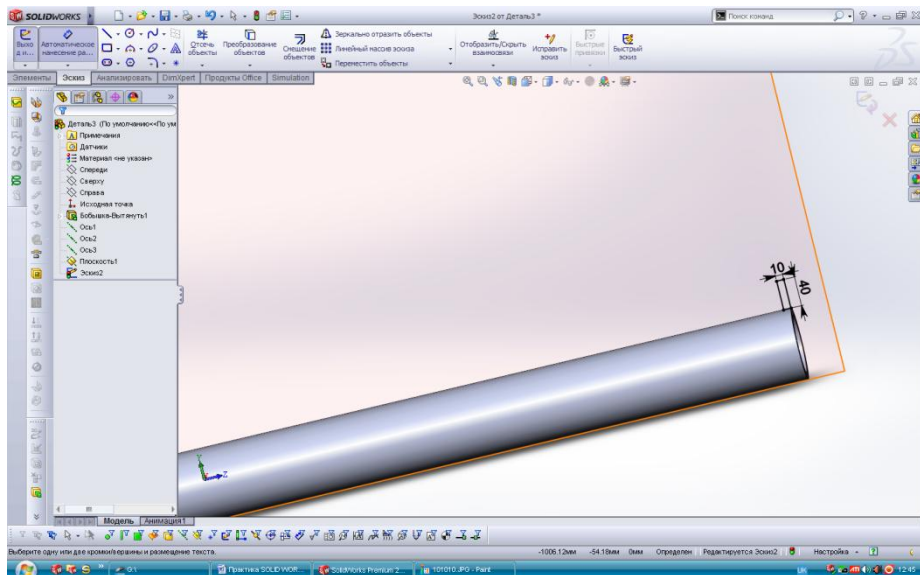 SOLIDWORKS
Эскиз2 от Деталь3 *
Поиск команд
Выхо д и...
Автоматическое нанесение ра...
Отсечь объекты
Преобразование объектов
Смещение объектов
Зеркально отразить объекты
Линейный массив эскиза
Переместить объекты
Отобразить/Скрыть взаимосвязи
Исправить эскиз
Быстрые привязки
Быстрый эскиз
Элементы
Эскиз
Анализировать
DimXpert
Продукты Office
Simulation
Деталь3 (По умолчанию<<По ум
Примечания
Датчики
Материал <не указан>
Спереди
Сверху
Справа
Исходная точка
Бобышка-Вытянуть1
Ось1
Ось2
Ось3
Плоскость1
Эскиз2
10
40
Y
Z
Модель
Анимация1
Выберите одну или две кромки/вершины и размещение текста.
-1006.12мм
-54.18мм
0мм
Определен
Редактируется Эскиз2
Настройка
G:\
Практика SOLID WOR...
SolidWorks Premium 2...
101010.JPG - Paint
12:45